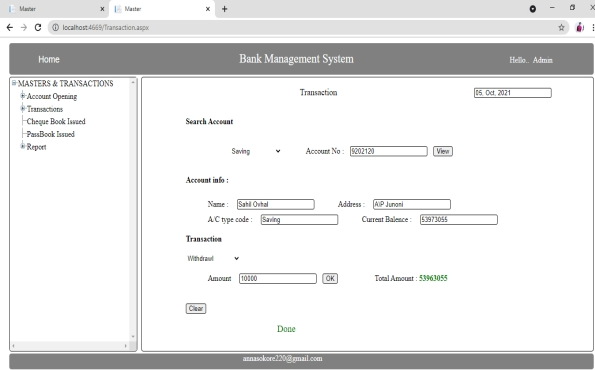 Master
Master
localhost:4669/Transaction.aspx
Home
Bank Management System
Hello.. Admin
MASTERS & TRANSACTIONS
Account Opening
Transactions
Cheque Book Issued
PassBook Issued
Report
Transaction
05, Oct, 2021
Search Account
Saving
Account No :
9202120
View
Account info :
Name :
Sahil Ovhal
Address :
A\P Junoni
A/C type code :
Saving
Current Balence :
53973055
Transaction
Withdrawl
Amount
10000
OK
Total Amount : 53963055
Clear
Done
annasokore220@gmail.com